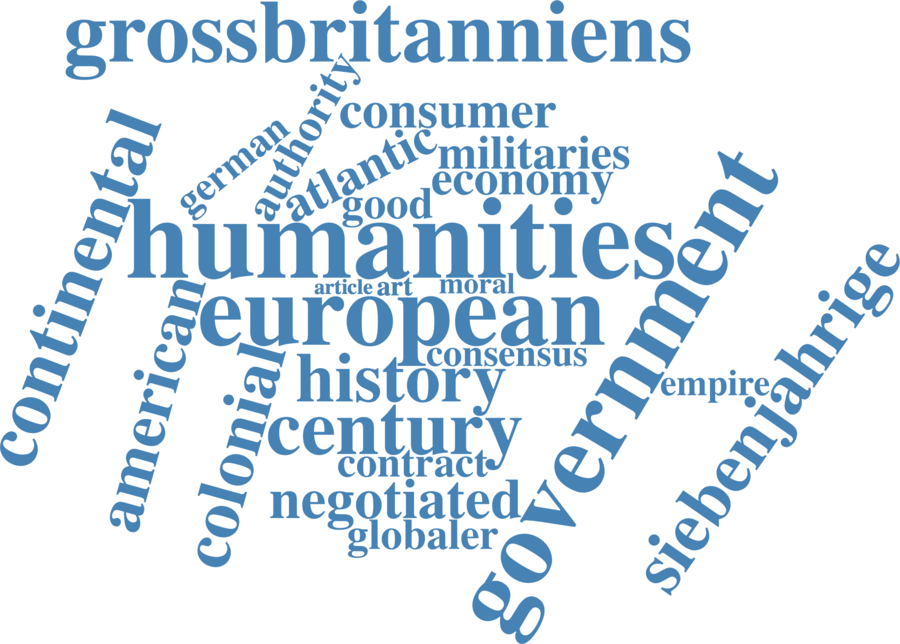 grossbritanniens
authority
consumer
continental
german
atlantic
militaries
economy
good
government
humanities
article
art
moral
european
american
siebenjahrige
colonial
consensus
history
empire
century
contract
negotiated
globaler